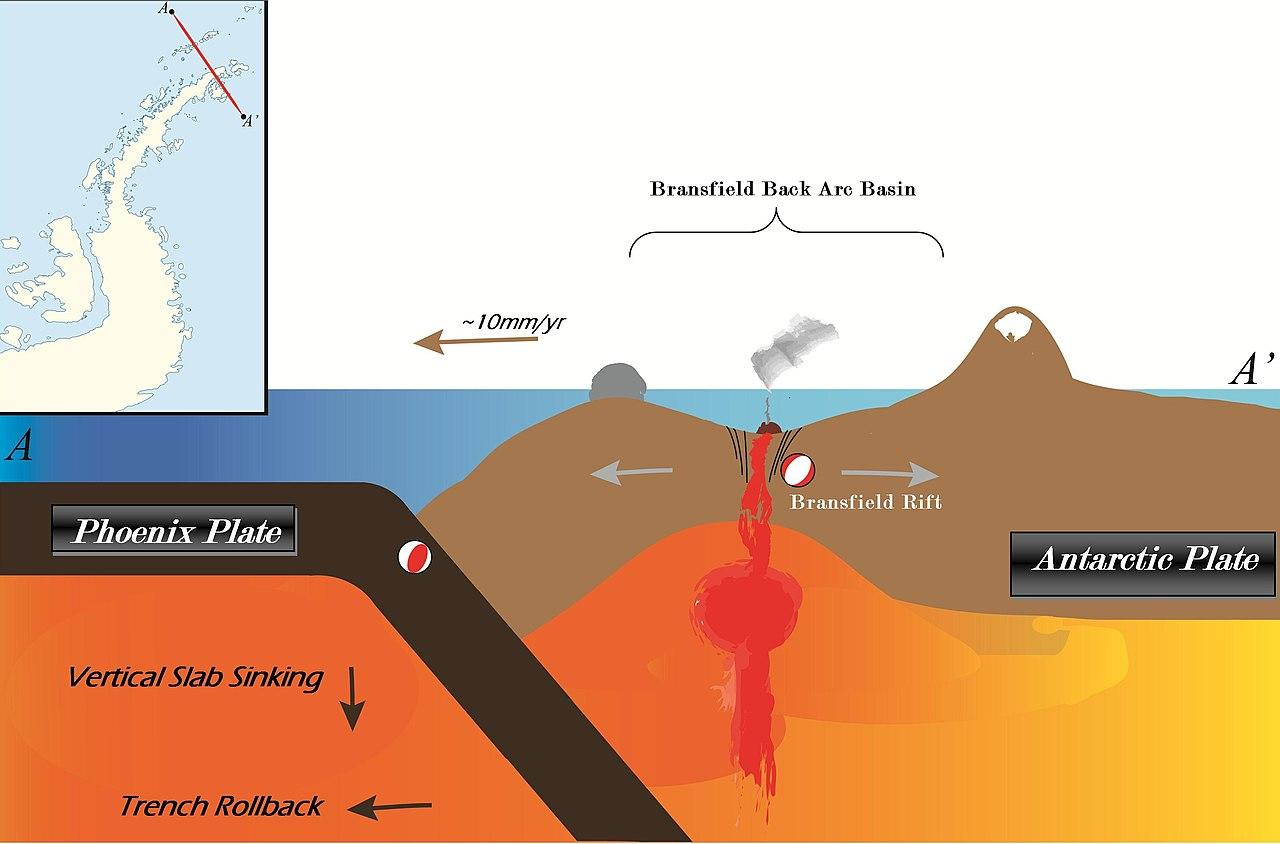 A
A'
Bransfield Back Arc Basin
~10mm/yr
A'
A
Bransfield Rift
Phoenix Plate
Antarctic Plate
Vertical Slab Sinking
Trench Rollback